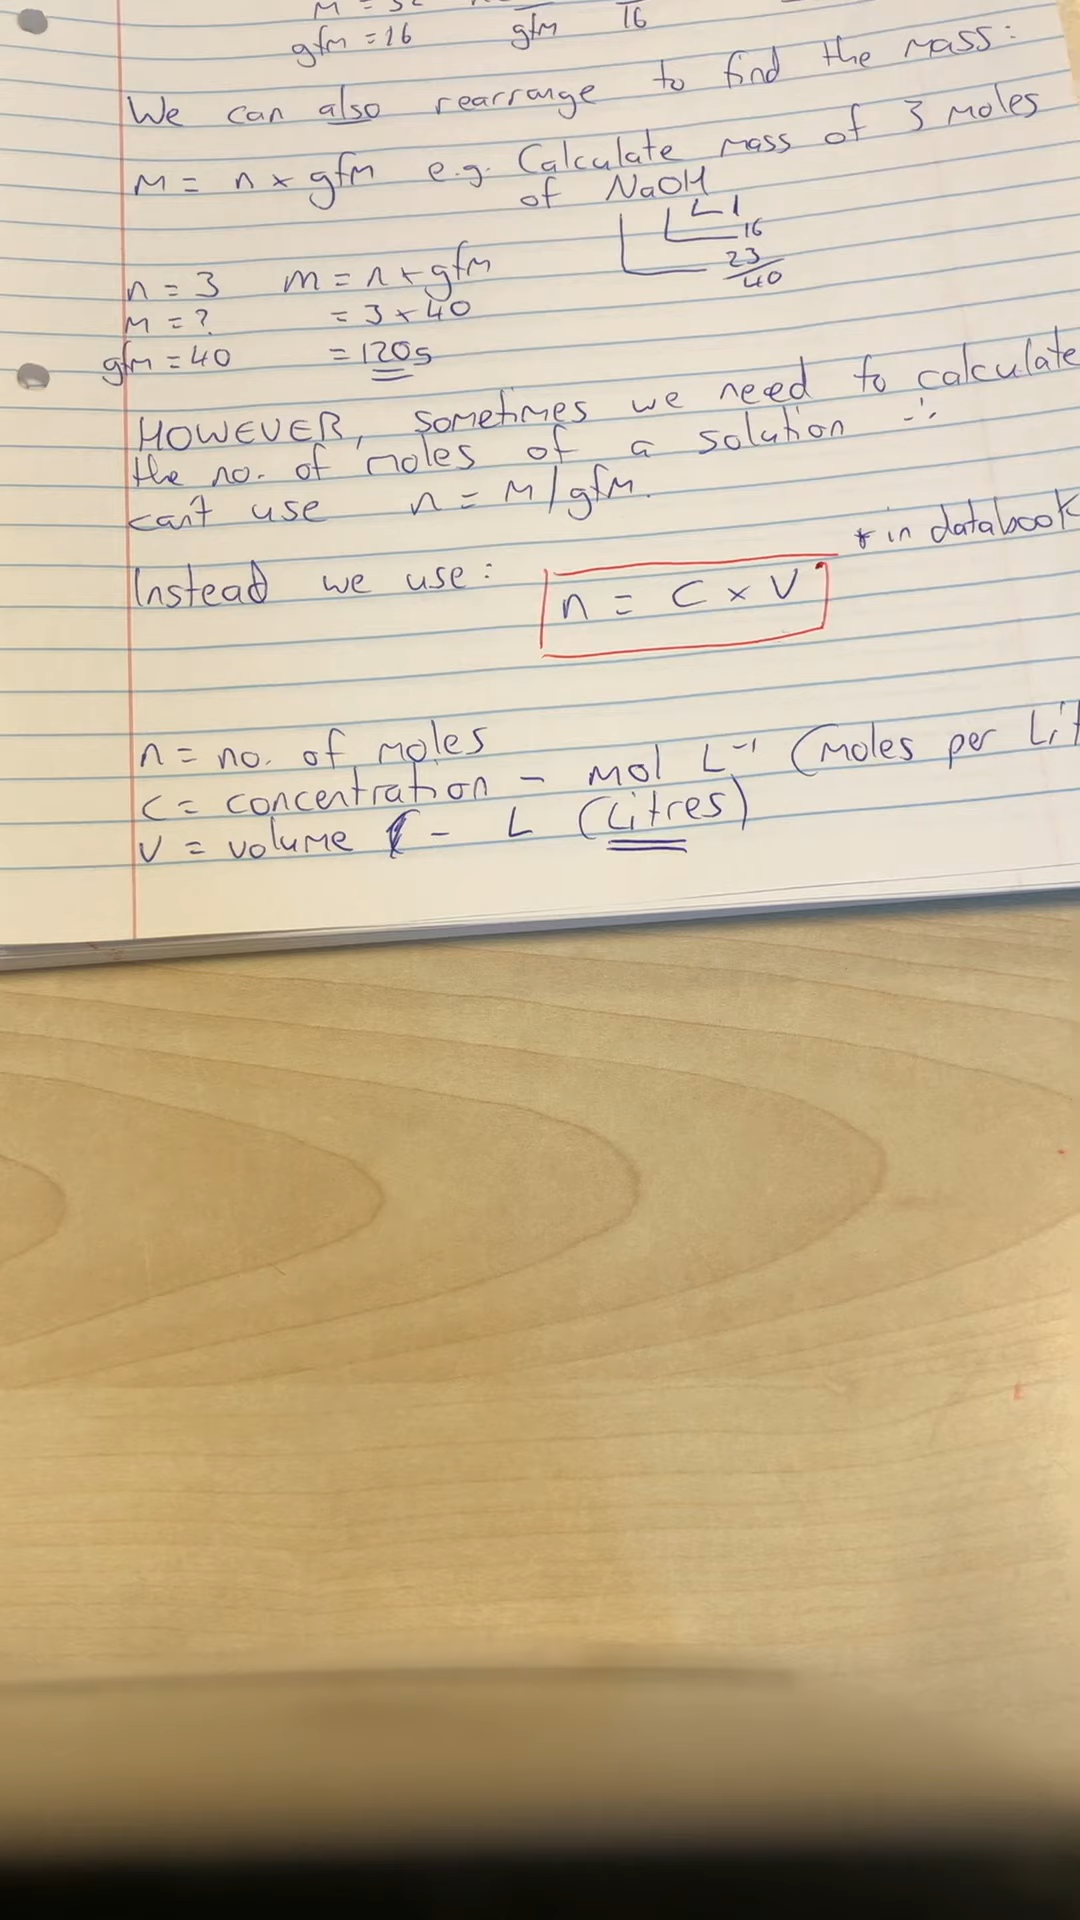 gfm = 16 gfm 16
We can also rearrange to find the mass:
M = n x gfm e.g. Calculate mass of 3 moles
of NaOH
1
16
23
40
n = 3 m = n x gfm
M = ? = 3 x 40
gfm = 40 = 120g
HOWEVER, sometimes we need to calculate
the no. of moles of a solution ∴
can't use n = M/gfm.
Instead we use: n = C x V * in databook
n = no. of moles
C = concentration - mol L⁻¹ (Moles per Lit
V = volume - L (Litres)